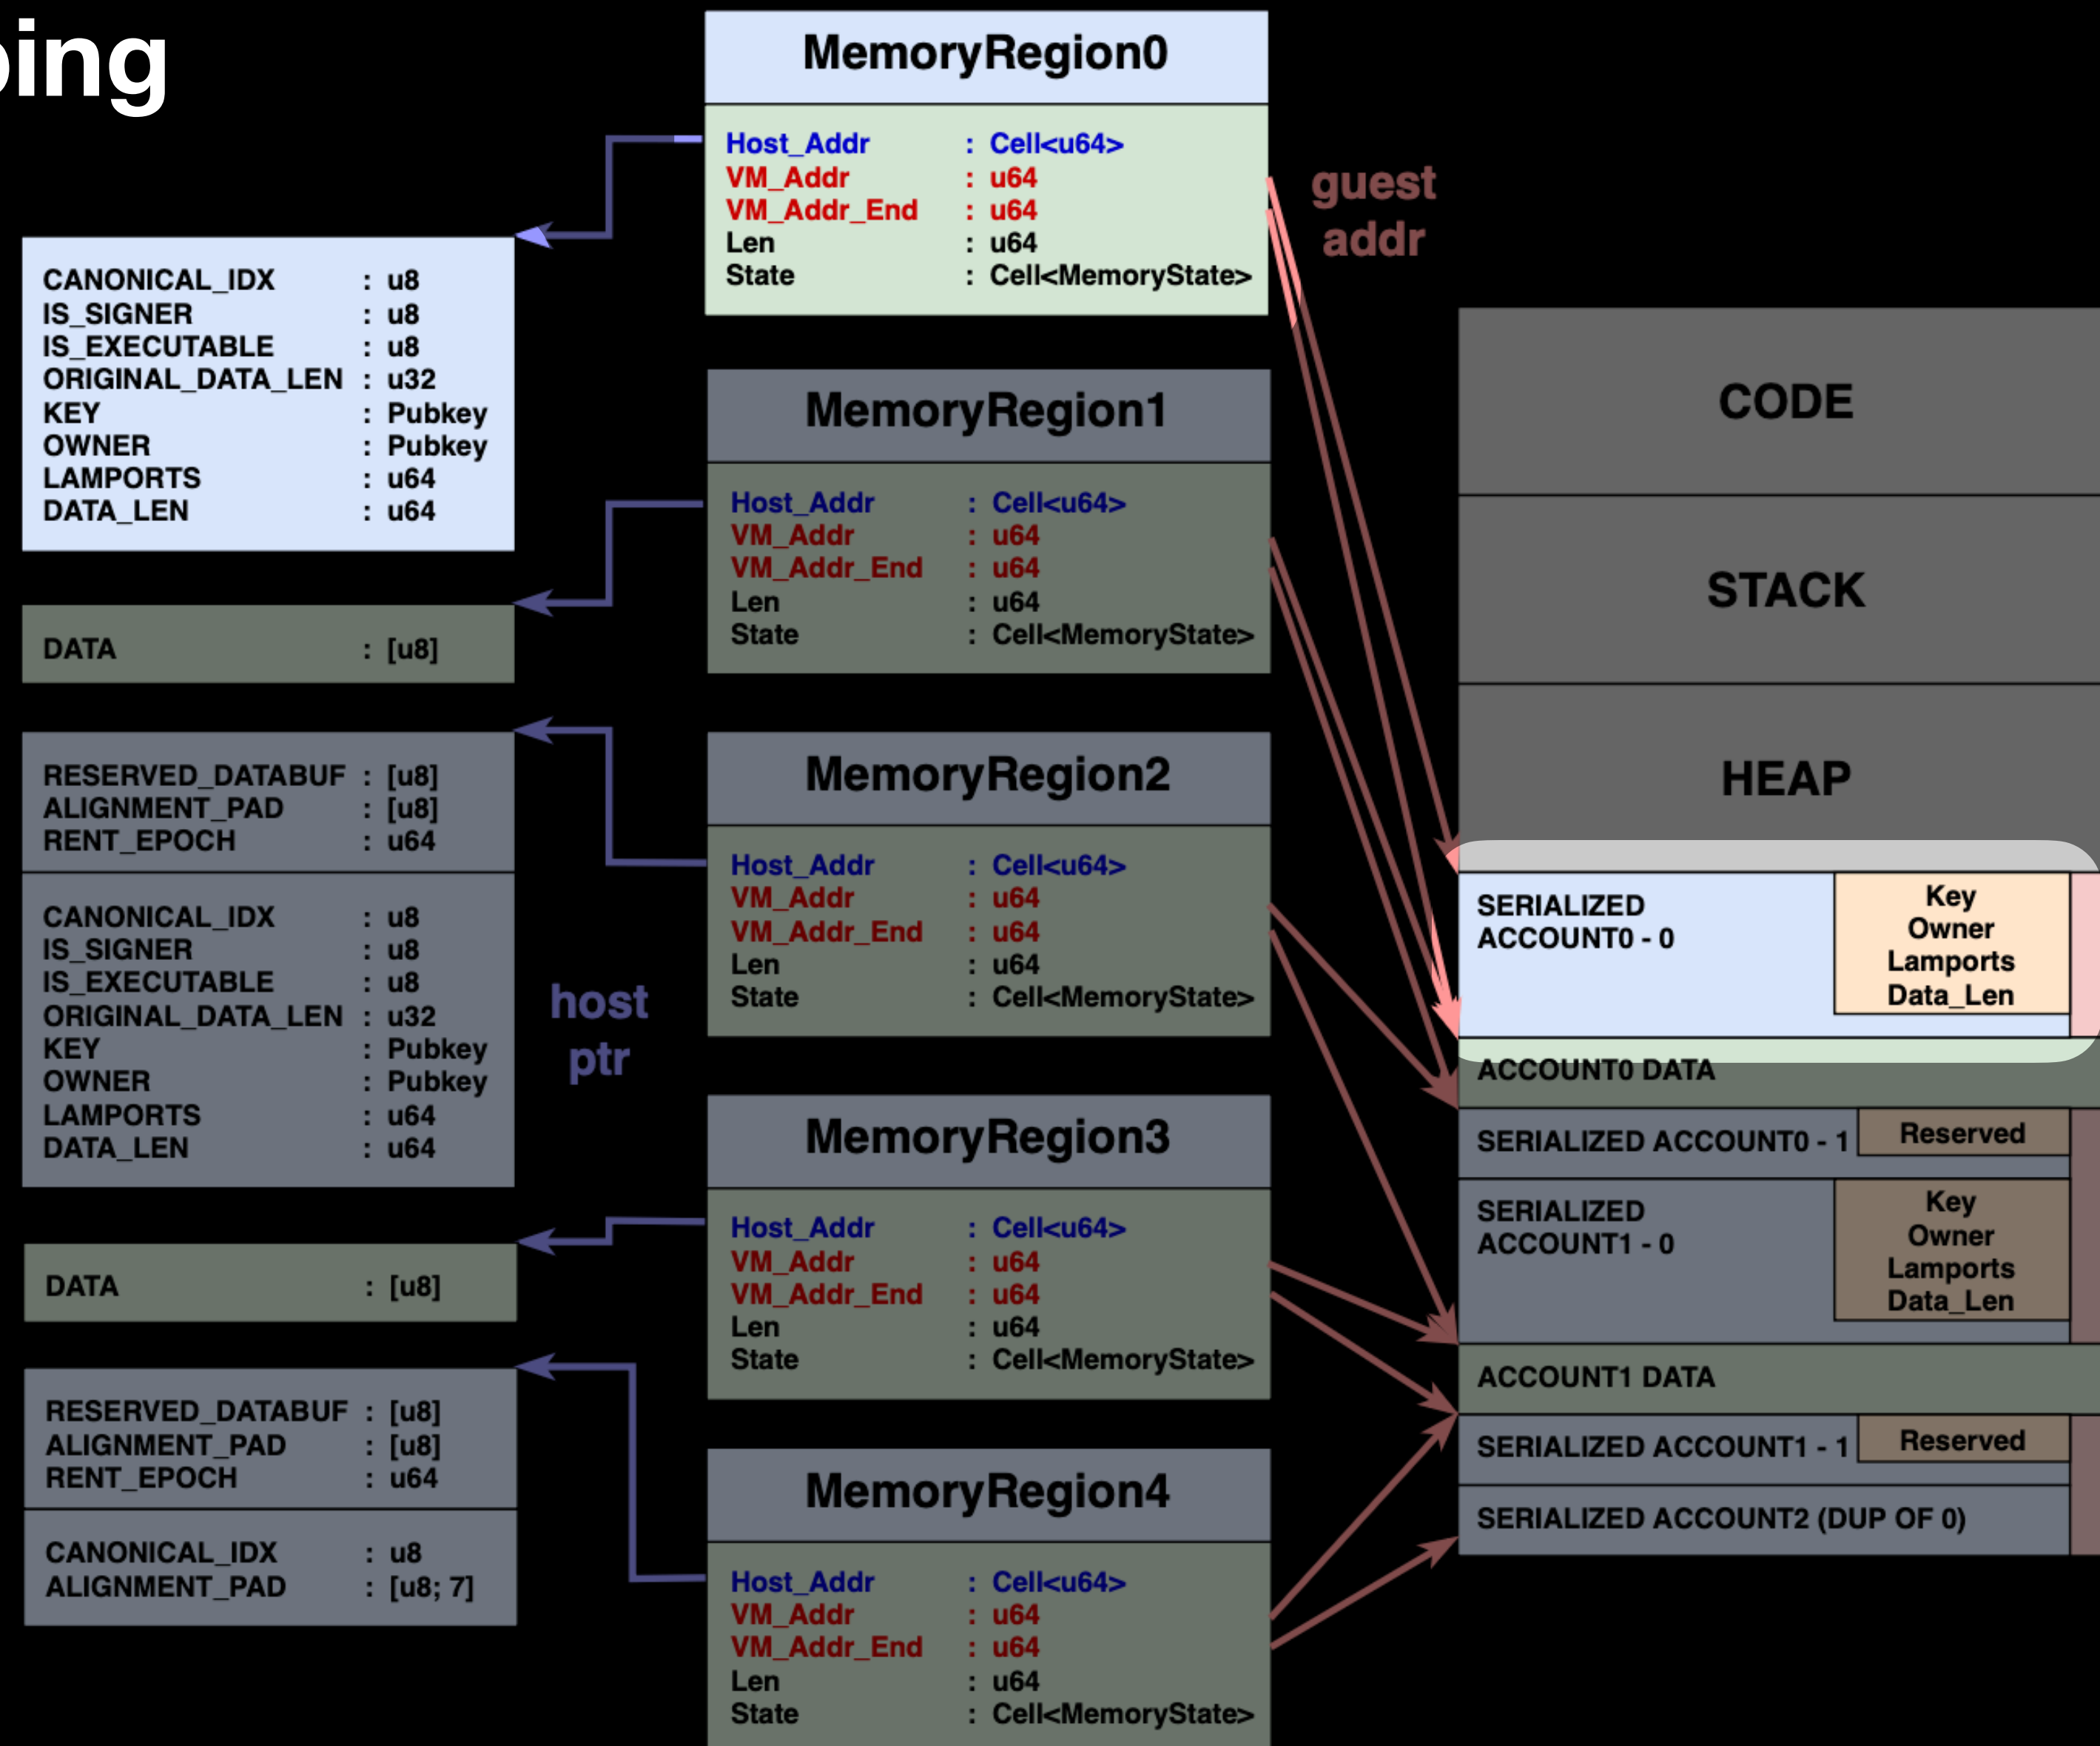 ping
MemoryRegion0
Host_Addr : Cell<u64>
VM_Addr : u64
VM_Addr_End : u64
Len : u64
State : Cell<MemoryState>
guest
addr
CANONICAL_IDX : u8
IS_SIGNER : u8
IS_EXECUTABLE : u8
ORIGINAL_DATA_LEN : u32
KEY : Pubkey
OWNER : Pubkey
LAMPORTS : u64
DATA_LEN : u64
MemoryRegion1
Host_Addr : Cell<u64>
VM_Addr : u64
VM_Addr_End : u64
Len : u64
State : Cell<MemoryState>
DATA : [u8]
MemoryRegion2
Host_Addr : Cell<u64>
VM_Addr : u64
VM_Addr_End : u64
Len : u64
State : Cell<MemoryState>
RESERVED_DATABUF : [u8]
ALIGNMENT_PAD : [u8]
RENT_EPOCH : u64
CANONICAL_IDX : u8
IS_SIGNER : u8
IS_EXECUTABLE : u8
ORIGINAL_DATA_LEN : u32
KEY : Pubkey
OWNER : Pubkey
LAMPORTS : u64
DATA_LEN : u64
host
ptr
MemoryRegion3
Host_Addr : Cell<u64>
VM_Addr : u64
VM_Addr_End : u64
Len : u64
State : Cell<MemoryState>
DATA : [u8]
MemoryRegion4
Host_Addr : Cell<u64>
VM_Addr : u64
VM_Addr_End : u64
Len : u64
State : Cell<MemoryState>
RESERVED_DATABUF : [u8]
ALIGNMENT_PAD : [u8]
RENT_EPOCH : u64
CANONICAL_IDX : u8
ALIGNMENT_PAD : [u8; 7]
CODE
STACK
HEAP
SERIALIZED
ACCOUNT0 - 0
Key
Owner
Lamports
Data_Len
ACCOUNT0 DATA
SERIALIZED ACCOUNT0 - 1
Reserved
SERIALIZED
ACCOUNT1 - 0
Key
Owner
Lamports
Data_Len
ACCOUNT1 DATA
SERIALIZED ACCOUNT1 - 1
Reserved
SERIALIZED ACCOUNT2 (DUP OF 0)